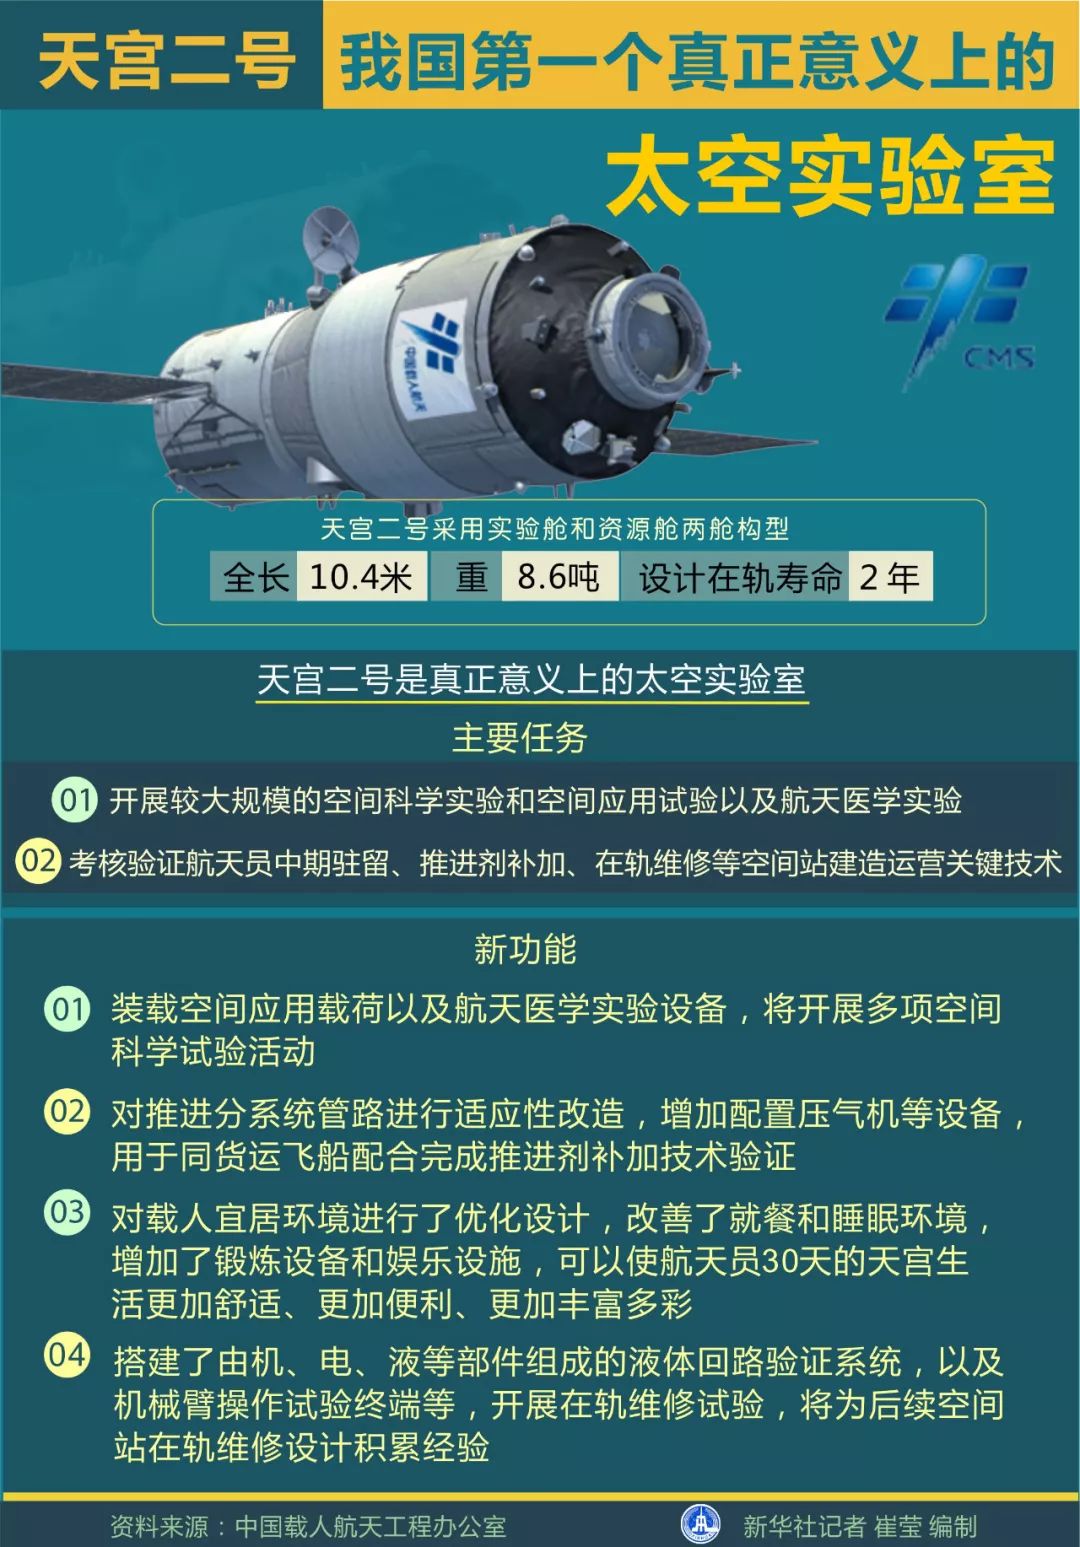 天宫二号 我国第一个真正意义上的
太空实验室
中国载人航天
CMS
天宫二号采用实验舱和资源舱两舱构型
全长 10.4米 重 8.6吨 设计在轨寿命 2年
天宫二号是真正意义上的太空实验室
主要任务
01 开展较大规模的空间科学实验和空间应用试验以及航天医学实验
02 考核验证航天员中期驻留、推进剂补加、在轨维修等空间站建造运营关键技术
新功能
01 装载空间应用载荷以及航天医学实验设备，将开展多项空间
科学试验活动
02 对推进分系统管路进行适应性改造，增加配置压气机等设备，
用于同货运飞船配合完成推进剂补加技术验证
03 对载人宜居环境进行了优化设计，改善了就餐和睡眠环境，
增加了锻炼设备和娱乐设施，可以使航天员30天的天宫生
活更加舒适、更加便利、更加丰富多彩
04 搭建了由机、电、液等部件组成的液体回路验证系统，以及
机械臂操作试验终端等，开展在轨维修试验，将为后续空间
站在轨维修设计积累经验
资料来源：中国载人航天工程办公室 新华社记者 崔莹 编制